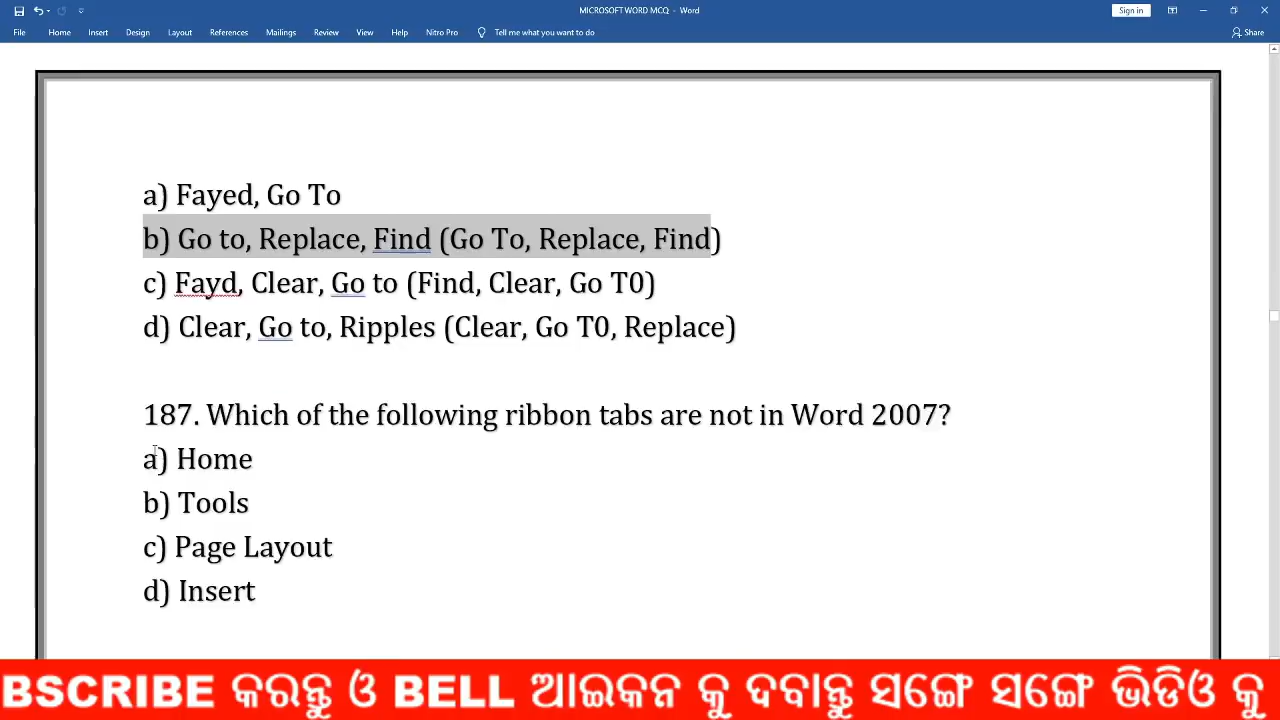 MICROSOFT WORD MCQ - Word
Sign in
File Home Insert Design Layout References Mailings Review View Help Nitro Pro Tell me what you want to do Share
a) Fayed, Go To
b) Go to, Replace, Find (Go To, Replace, Find)
c) Fayd, Clear, Go to (Find, Clear, Go T0)
d) Clear, Go to, Ripples (Clear, Go T0, Replace)
187. Which of the following ribbon tabs are not in Word 2007?
a) Home
b) Tools
c) Page Layout
d) Insert
BSCRIBE କରନ୍ତୁ ଓ BELL ଆଇକନ କୁ ଦବାନ୍ତୁ ସଙ୍ଗେ ସଙ୍ଗେ ଭିଡିଓ କୁ